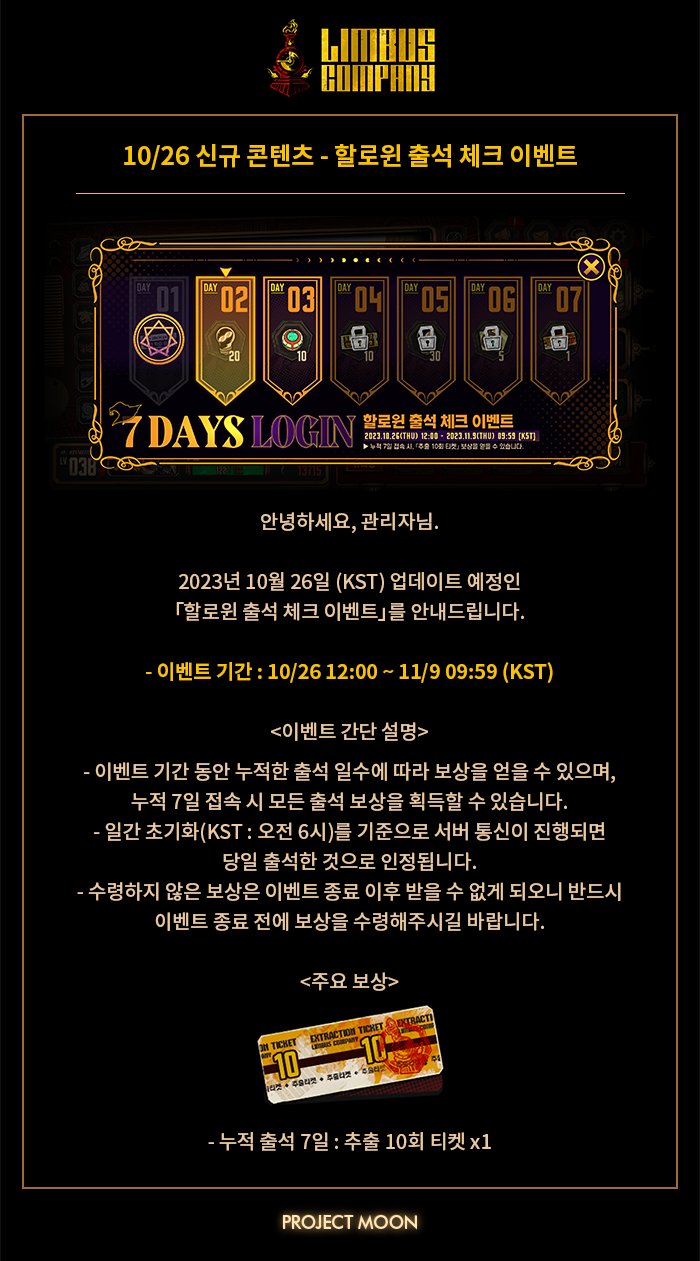 LIMBUS
COMPANY
10/26 신규 콘텐츠 - 할로윈 출석 체크 이벤트
DAY 01
DAY 02
DAY 03
DAY 04
DAY 05
DAY 06
DAY 07
20
10
10
30
5
1
7 DAYS LOGIN
할로윈 출석 체크 이벤트
2023.10.26(THU) 12:00 - 2023.11.9(THU) 09:59 [KST]
▶ 누적 7일 접속 시, 「추출 10회 티켓」 보상을 얻을 수 있습니다.
LV 038
13715
안녕하세요, 관리자님.
2023년 10월 26일 (KST) 업데이트 예정인
「할로윈 출석 체크 이벤트」를 안내드립니다.
- 이벤트 기간 : 10/26 12:00 ~ 11/9 09:59 (KST)
<이벤트 간단 설명>
- 이벤트 기간 동안 누적한 출석 일수에 따라 보상을 얻을 수 있으며,
누적 7일 접속 시 모든 출석 보상을 획득할 수 있습니다.
- 일간 초기화(KST : 오전 6시)를 기준으로 서버 통신이 진행되면
당일 출석한 것으로 인정됩니다.
- 수령하지 않은 보상은 이벤트 종료 이후 받을 수 없게 되오니 반드시
이벤트 종료 전에 보상을 수령해주시길 바랍니다.
<주요 보상>
EXTRACTION TICKET
LIMBUS COMPANY
10
10
추출티켓
- 누적 출석 7일 : 추출 10회 티켓 x1
PROJECT MOON